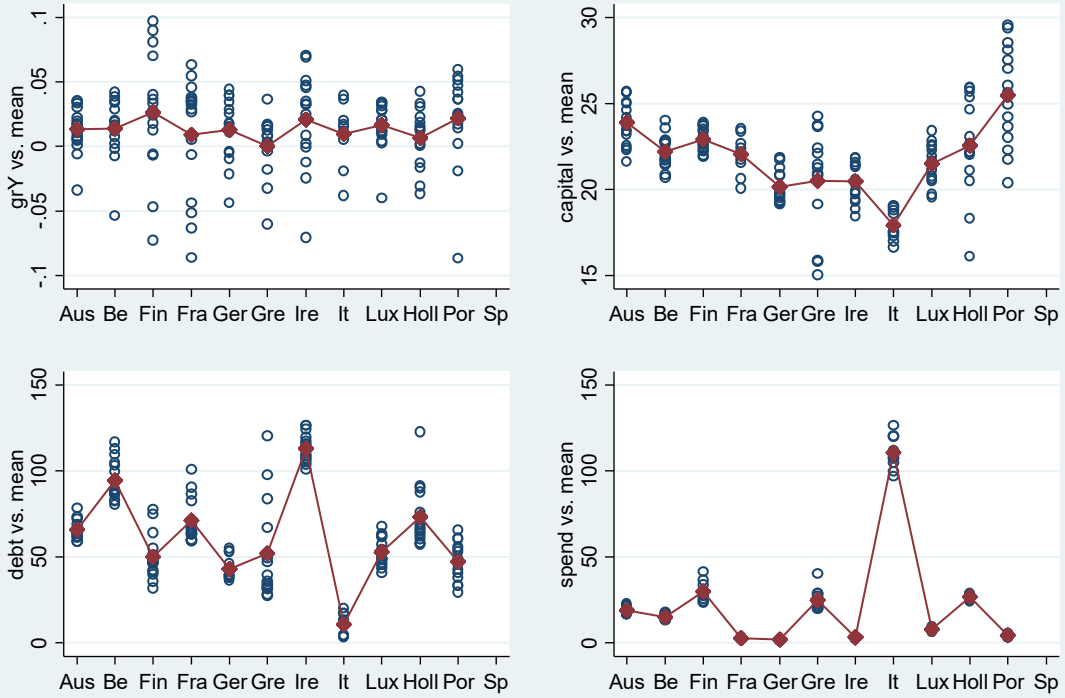 grY vs. mean
.1
.05
0
-.05
-.1
Aus Be Fin Fra Ger Gre Ire It Lux Holl Por Sp
capital vs. mean
30
25
20
15
Aus Be Fin Fra Ger Gre Ire It Lux Holl Por Sp
debt vs. mean
150
100
50
0
Aus Be Fin Fra Ger Gre Ire It Lux Holl Por Sp
spend vs. mean
150
100
50
0
Aus Be Fin Fra Ger Gre Ire It Lux Holl Por Sp